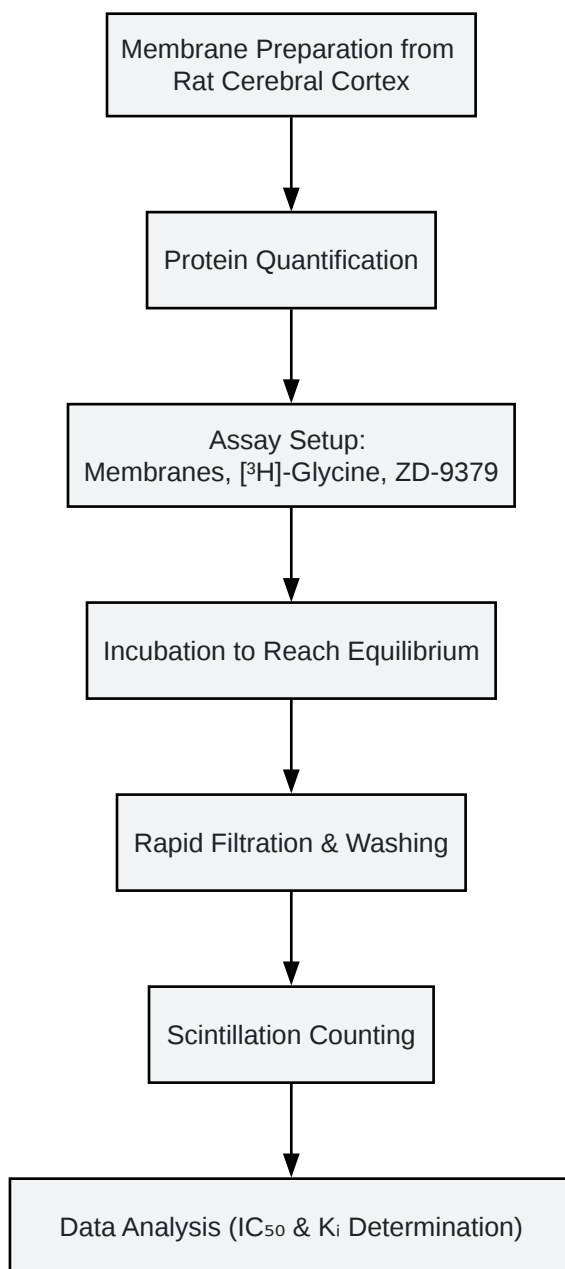 Membrane Preparation from
Rat Cerebral Cortex
Protein Quantification
Assay Setup:
Membranes, [³H]-Glycine, ZD-9379
Incubation to Reach Equilibrium
Rapid Filtration & Washing
Scintillation Counting
Data Analysis (IC₅₀ & Kᵢ Determination)